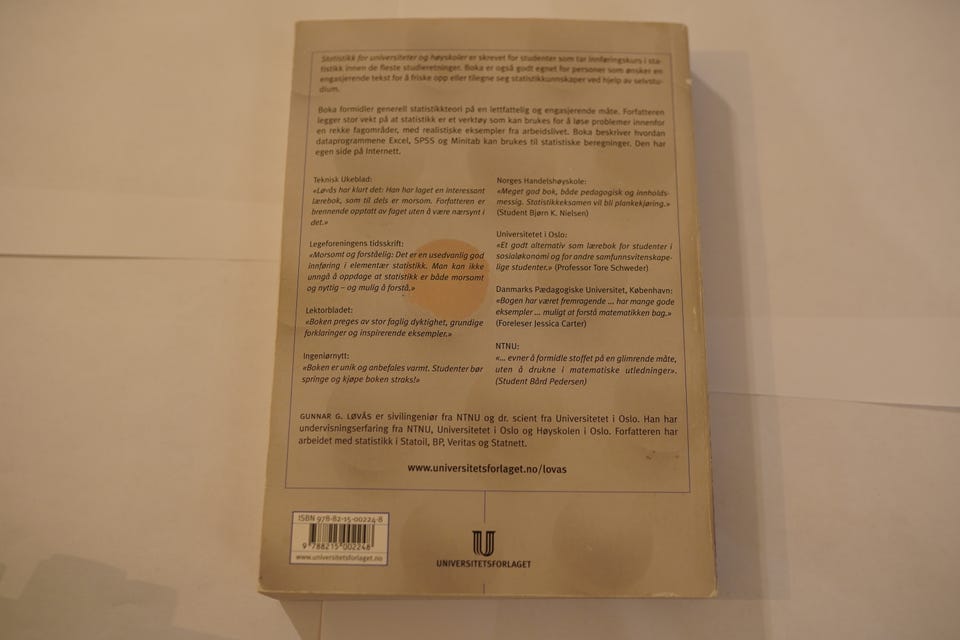 Statistikk for universiteter og høyskoler er skrevet for studenter som tar innføringskurs i sta-
tistikk innen de fleste studieretninger. Boka er også godt egnet for personer som ønsker en
engasjerende tekst for å friske opp eller tilegne seg statistikkunnskaper ved hjelp av selvstu-
dium.
Boka formidler generell statistikkteori på en lettfattelig og engasjerende måte. Forfatteren
legger stor vekt på at statistikk er et verktøy som kan brukes for å løse problemer innenfor
en rekke fagområder, med realistiske eksempler fra arbeidslivet. Boka beskriver hvordan
dataprogrammene Excel, SPSS og Minitab kan brukes til statistiske beregninger. Den har
egen side på Internett.
Teknisk Ukeblad:
«Løvås har klart det: Han har laget en interessant
lærebok, som til dels er morsom. Forfatteren er
brennende opptatt av faget uten å være nærsynt i
det.»
Legeforeningens tidsskrift:
«Morsomt og forståelig: Det er en usedvanlig god
innføring i elementær statistikk. Man kan ikke
unngå å oppdage at statistikk er både morsomt
og nyttig – og mulig å forstå.»
Lektorbladet:
«Boken preges av stor faglig dyktighet, grundige
forklaringer og inspirerende eksempler.»
Ingeniørnytt:
«Boken er unik og anbefales varmt. Studenter bør
springe og kjøpe boken straks!»
Norges Handelshøyskole:
«Meget god bok, både pedagogisk og innholds-
messig. Statistikkeksamen vil bli plankekjøring.»
(Student Bjørn K. Nielsen)
Universitetet i Oslo:
«Et godt alternativ som lærebok for studenter i
sosialøkonomi og for andre samfunnsvitenskape-
lige studenter.» (Professor Tore Schweder)
Danmarks Pædagogiske Universitet, København:
«Bogen har været fremragende ... har mange gode
eksempler ... muligt at forstå matematikken bag.»
(Foreleser Jessica Carter)
NTNU:
«... evner å formidle stoffet på en glimrende måte,
uten å drukne i matematiske utledninger».
(Student Bård Pedersen)
GUNNAR G. LØVÅS er sivilingeniør fra NTNU og dr. scient fra Universitetet i Oslo. Han har
undervisningserfaring fra NTNU, Universitetet i Oslo og Høyskolen i Oslo. Forfatteren har
arbeidet med statistikk i Statoil, BP, Veritas og Statnett.
www.universitetsforlaget.no/lovas
ISBN 978-82-15-00224-8
9 788215 002248
www.universitetsforlaget.no
UNIVERSITETSFORLAGET